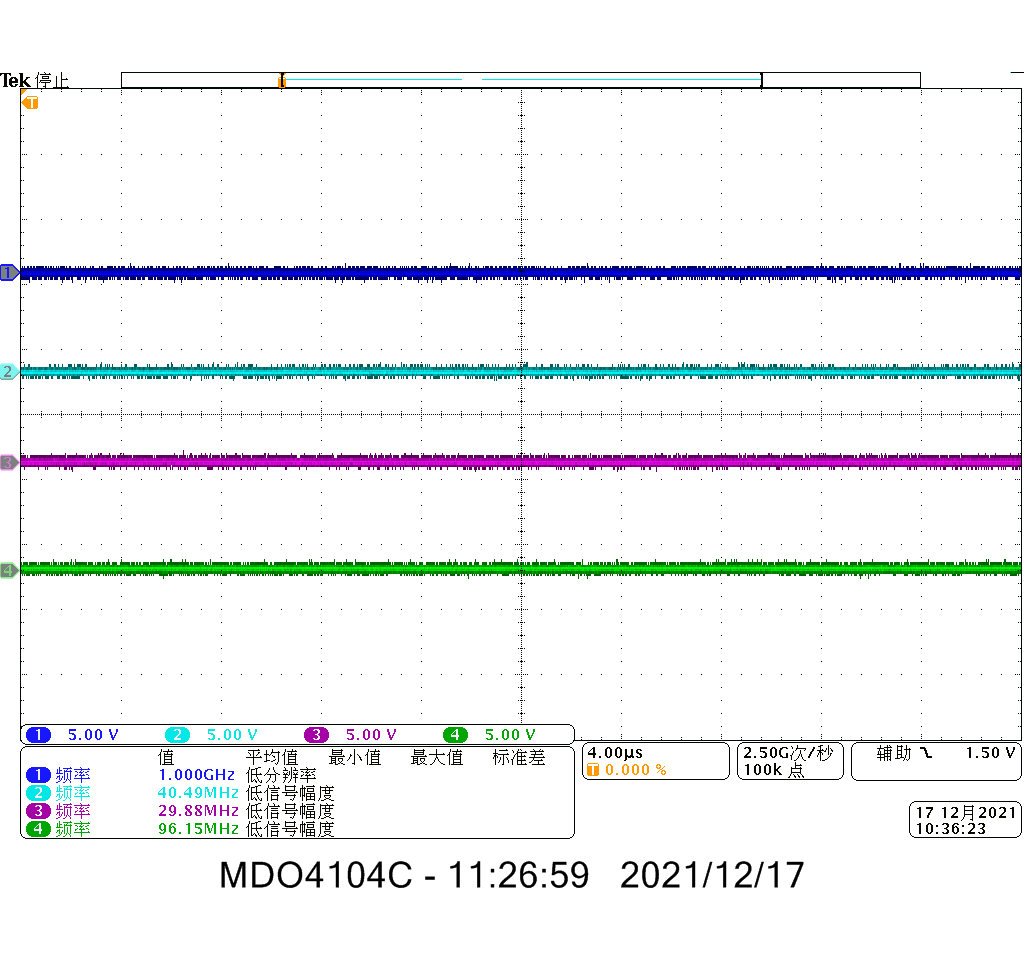 Tek 停止
T
1
2
3
4
1 5.00 V 2 5.00 V 3 5.00 V 4 5.00 V
值 平均值 最小值 最大值 标准差
1 频率 1.000GHz 低分辨率
2 频率 40.49MHz 低信号幅度
3 频率 29.88MHz 低信号幅度
4 频率 96.15MHz 低信号幅度
4.00μs
T 0.000 %
2.50G次/秒
100k 点
辅助 1.50 V
17 12月2021
10:36:23
MDO4104C - 11:26:59 2021/12/17